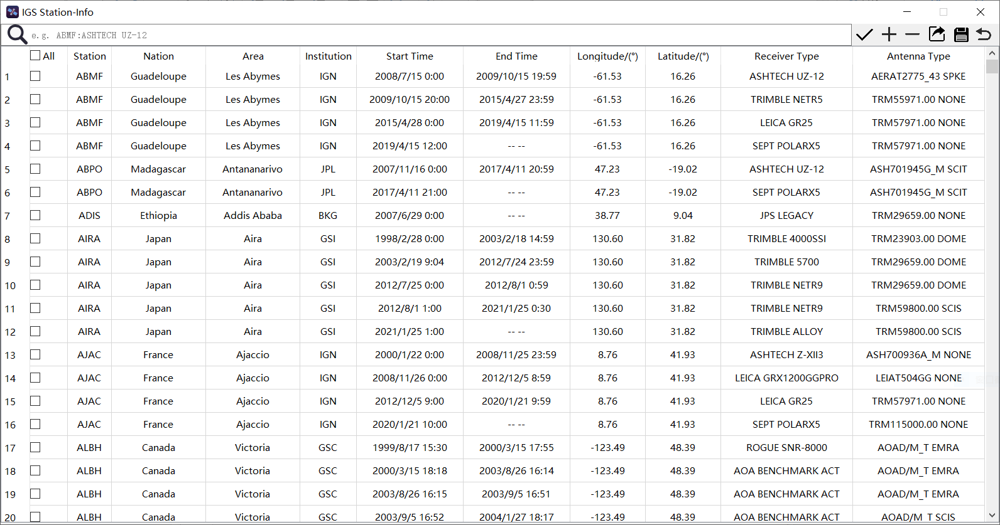 IGS Station-Info
e.g. ABMF:ASHTECH UZ-12
All Station Nation Area Institution Start Time End Time Longitude/(°) Latitude/(°) Receiver Type Antenna Type
1 ABMF Guadeloupe Les Abymes IGN 2008/7/15 0:00 2009/10/15 19:59 -61.53 16.26 ASHTECH UZ-12 AERAT2775_43 SPKE
2 ABMF Guadeloupe Les Abymes IGN 2009/10/15 20:00 2015/4/27 23:59 -61.53 16.26 TRIMBLE NETR5 TRM55971.00 NONE
3 ABMF Guadeloupe Les Abymes IGN 2015/4/28 0:00 2019/4/15 11:59 -61.53 16.26 LEICA GR25 TRM57971.00 NONE
4 ABMF Guadeloupe Les Abymes IGN 2019/4/15 12:00 -- -- -61.53 16.26 SEPT POLARX5 TRM57971.00 NONE
5 ABPO Madagascar Antananarivo JPL 2007/11/16 0:00 2017/4/11 20:59 47.23 -19.02 ASHTECH UZ-12 ASH701945G_M SCIT
6 ABPO Madagascar Antananarivo JPL 2017/4/11 21:00 -- -- 47.23 -19.02 SEPT POLARX5 ASH701945G_M SCIT
7 ADIS Ethiopia Addis Ababa BKG 2007/6/29 0:00 -- -- 38.77 9.04 JPS LEGACY TRM29659.00 NONE
8 AIRA Japan Aira GSI 1998/2/28 0:00 2003/2/18 14:59 130.60 31.82 TRIMBLE 4000SSI TRM23903.00 DOME
9 AIRA Japan Aira GSI 2003/2/19 9:04 2012/7/24 23:59 130.60 31.82 TRIMBLE 5700 TRM29659.00 DOME
10 AIRA Japan Aira GSI 2012/7/25 0:00 2012/8/1 0:59 130.60 31.82 TRIMBLE NETR9 TRM29659.00 DOME
11 AIRA Japan Aira GSI 2012/8/1 1:00 2021/1/25 0:30 130.60 31.82 TRIMBLE NETR9 TRM59800.00 SCIS
12 AIRA Japan Aira GSI 2021/1/25 1:00 -- -- 130.60 31.82 TRIMBLE ALLOY TRM59800.00 SCIS
13 AJAC France Ajaccio IGN 2000/1/22 0:00 2008/11/25 23:59 8.76 41.93 ASHTECH Z-XII3 ASH700936A_M NONE
14 AJAC France Ajaccio IGN 2008/11/26 0:00 2012/12/5 8:59 8.76 41.93 LEICA GRX1200GGPRO LEIAT504GG NONE
15 AJAC France Ajaccio IGN 2012/12/5 9:00 2020/1/21 9:59 8.76 41.93 LEICA GR25 TRM57971.00 NONE
16 AJAC France Ajaccio IGN 2020/1/21 10:00 -- -- 8.76 41.93 SEPT POLARX5 TRM115000.00 NONE
17 ALBH Canada Victoria GSC 1999/8/17 15:30 2000/3/15 17:55 -123.49 48.39 ROGUE SNR-8000 AOAD/M_T EMRA
18 ALBH Canada Victoria GSC 2000/3/15 18:18 2003/8/26 16:14 -123.49 48.39 AOA BENCHMARK ACT AOAD/M_T EMRA
19 ALBH Canada Victoria GSC 2003/8/26 16:15 2003/9/5 16:51 -123.49 48.39 AOA BENCHMARK ACT AOAD/M_T EMRA
20 ALBH Canada Victoria GSC 2003/9/5 16:52 2004/1/27 18:17 -123.49 48.39 AOA BENCHMARK ACT AOAD/M_T SCIS